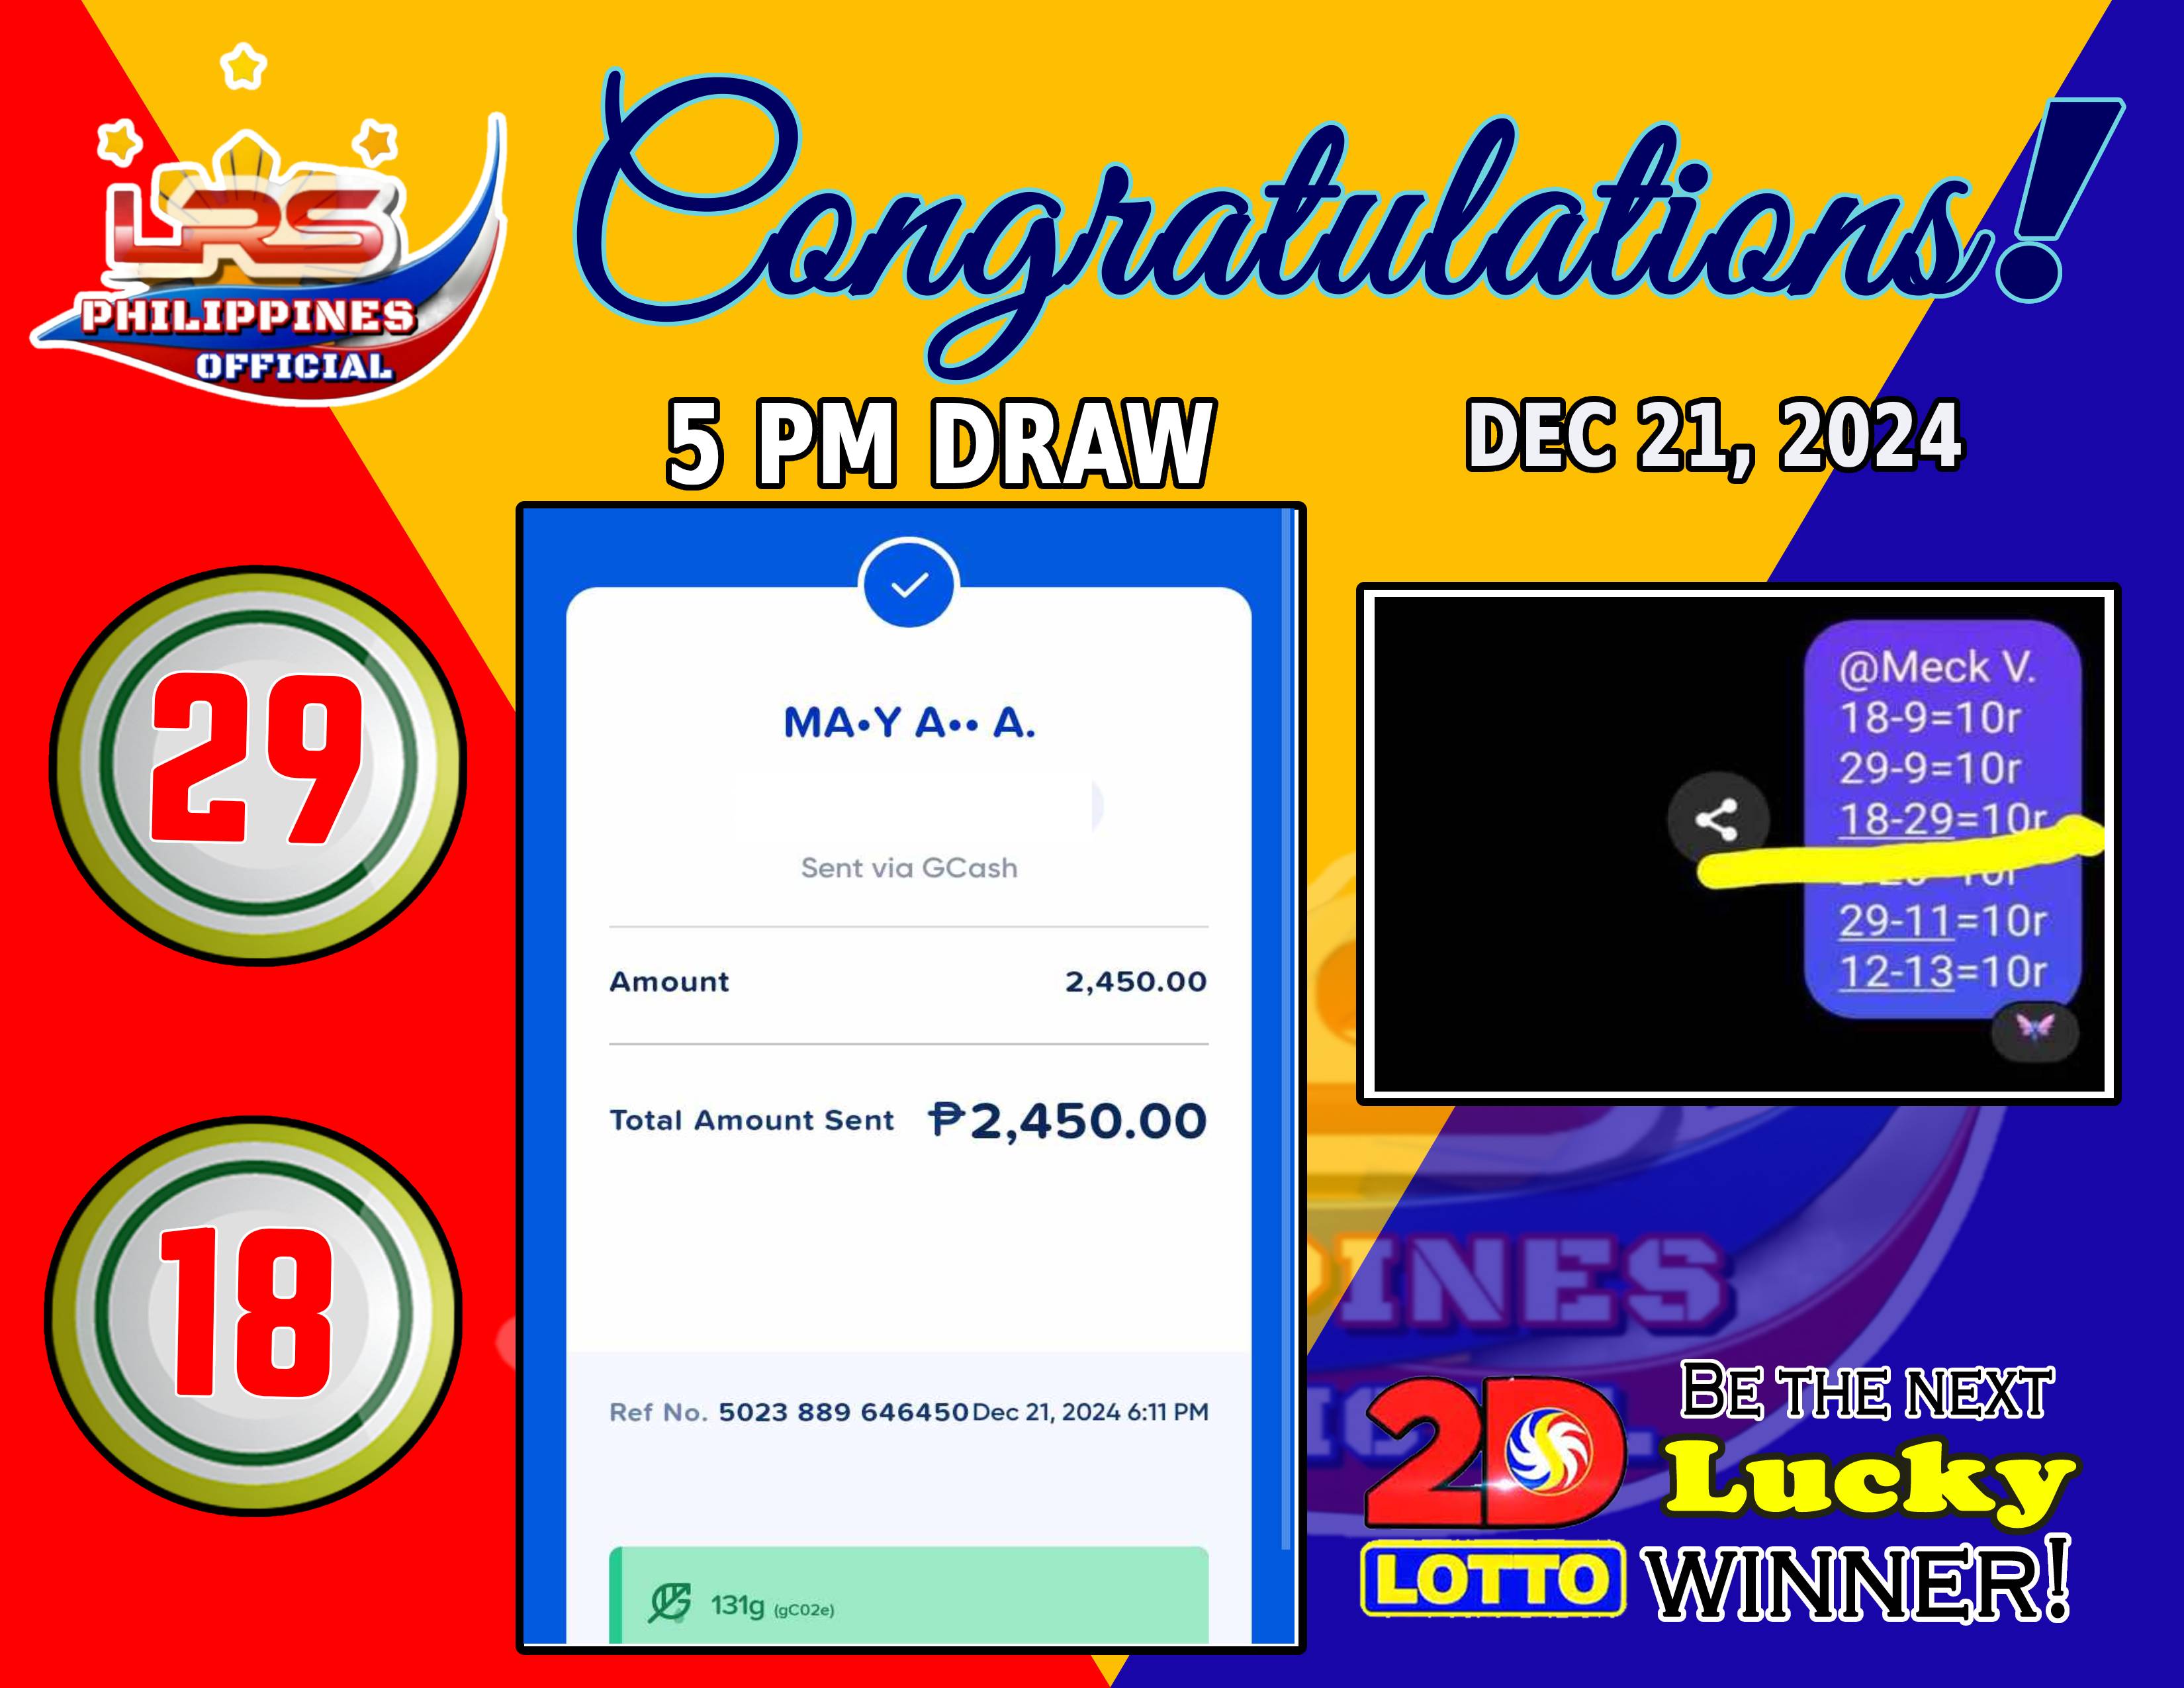 LRS
PHILIPPINES
OFFICIAL
Congratulations!
5 PM DRAW
DEC 21, 2024
29
18
MA•Y A•• A.
Sent via GCash
Amount 2,450.00
Total Amount Sent ₱2,450.00
Ref No. 5023 889 646450 Dec 21, 2024 6:11 PM
131g (gCO2e)
@Meck V.
18-9=10r
29-9=10r
18-29=10r
29-11=10r
12-13=10r
PINES
2D
LOTTO
BE THE NEXT
Lucky
WINNER!